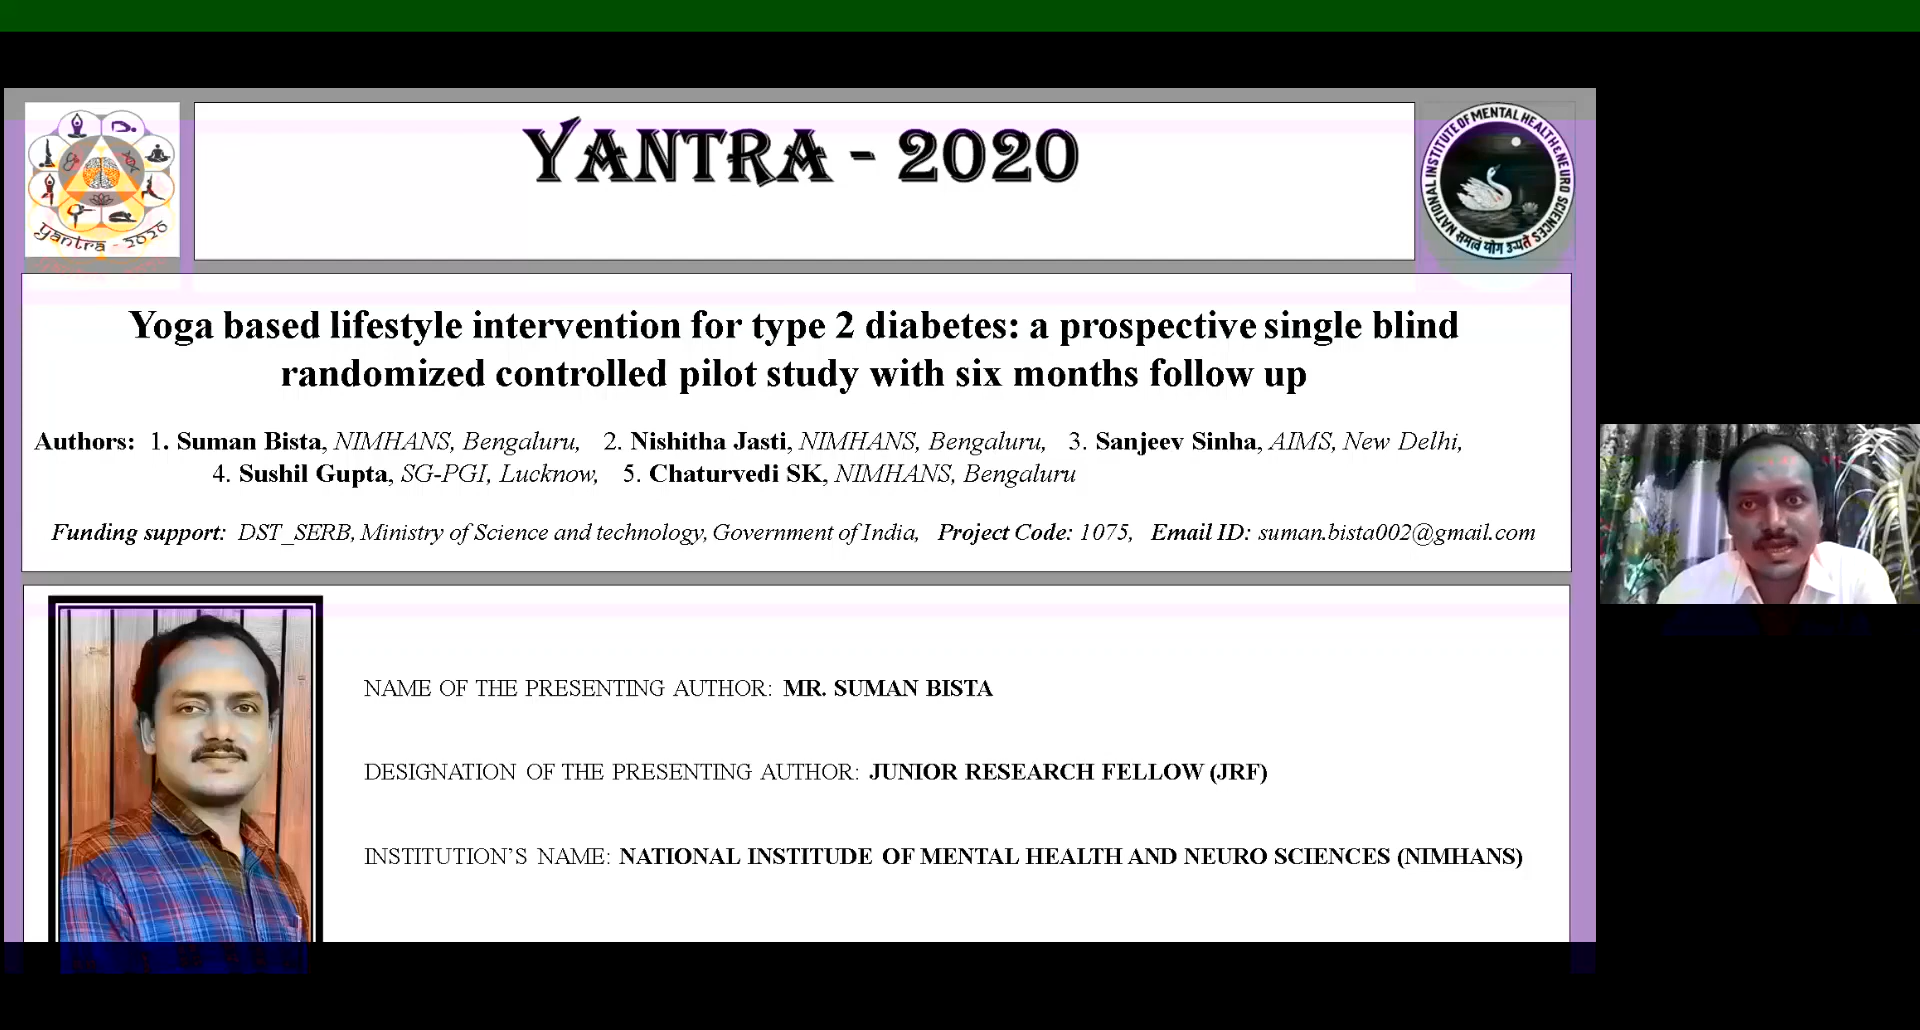 YANTRA - 2020
yantra - 2020
NATIONAL INSTITUTE OF MENTAL HEALTH & NEURO SCIENCES
समत्वं योग उच्यते
Yoga based lifestyle intervention for type 2 diabetes: a prospective single blind
randomized controlled pilot study with six months follow up
Authors: 1. Suman Bista, NIMHANS, Bengaluru, 2. Nishitha Jasti, NIMHANS, Bengaluru, 3. Sanjeev Sinha, AIMS, New Delhi,
4. Sushil Gupta, SG-PGI, Lucknow, 5. Chaturvedi SK, NIMHANS, Bengaluru
Funding support: DST_SERB, Ministry of Science and technology, Government of India, Project Code: 1075, Email ID: suman.bista002@gmail.com
NAME OF THE PRESENTING AUTHOR: MR. SUMAN BISTA
DESIGNATION OF THE PRESENTING AUTHOR: JUNIOR RESEARCH FELLOW (JRF)
INSTITUTION’S NAME: NATIONAL INSTITUDE OF MENTAL HEALTH AND NEURO SCIENCES (NIMHANS)